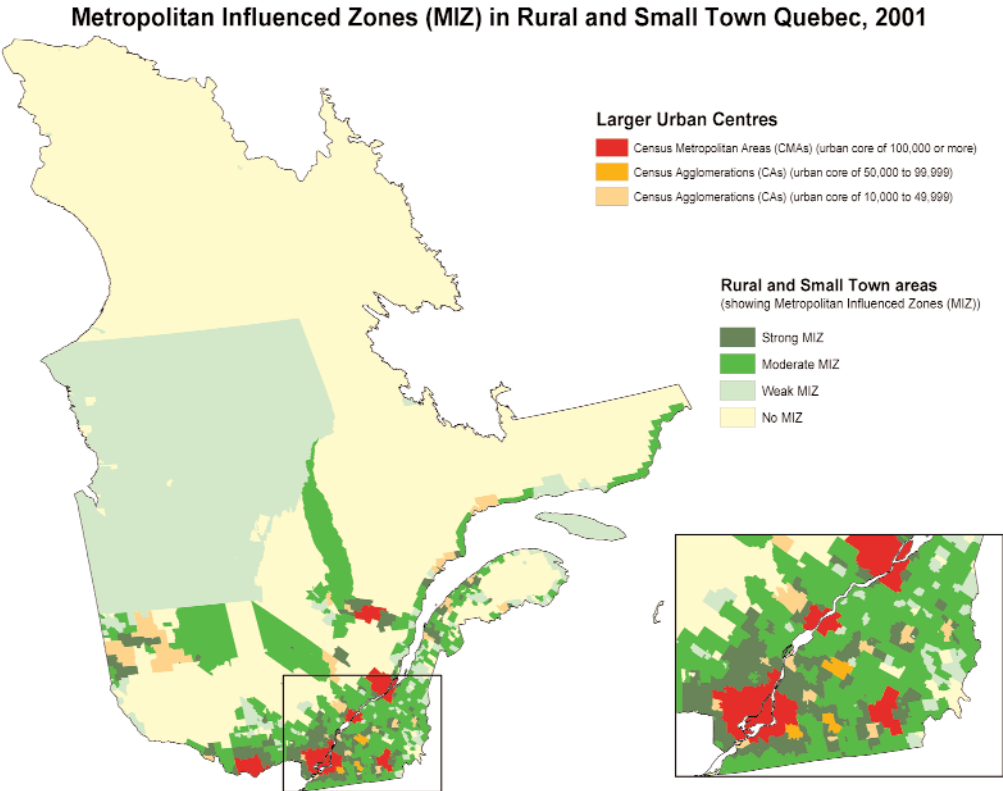 Metropolitan Influenced Zones (MIZ) in Rural and Small Town Quebec, 2001
Larger Urban Centres
Census Metropolitan Areas (CMAs) (urban core of 100,000 or more)
Census Agglomerations (CAs) (urban core of 50,000 to 99,999)
Census Agglomerations (CAs) (urban core of 10,000 to 49,999)
Rural and Small Town areas
(showing Metropolitan Influenced Zones (MIZ))
Strong MIZ
Moderate MIZ
Weak MIZ
No MIZ